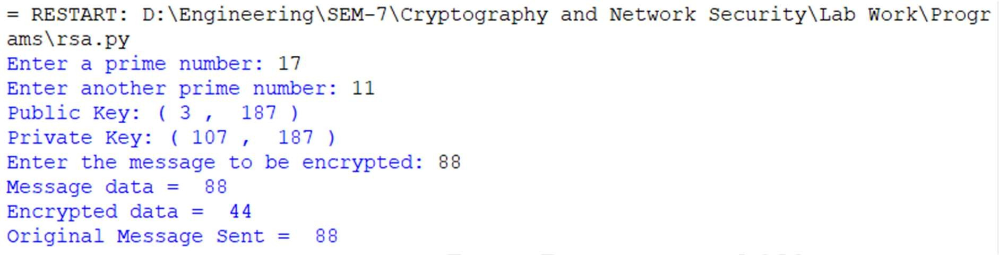 = RESTART: D:\Engineering\SEM-7\Cryptography and Network Security\Lab Work\Progr
ams\rsa.py
Enter a prime number: 17
Enter another prime number: 11
Public Key: ( 3 ,  187 )
Private Key: ( 107 ,  187 )
Enter the message to be encrypted: 88
Message data =  88
Encrypted data =  44
Original Message Sent =  88